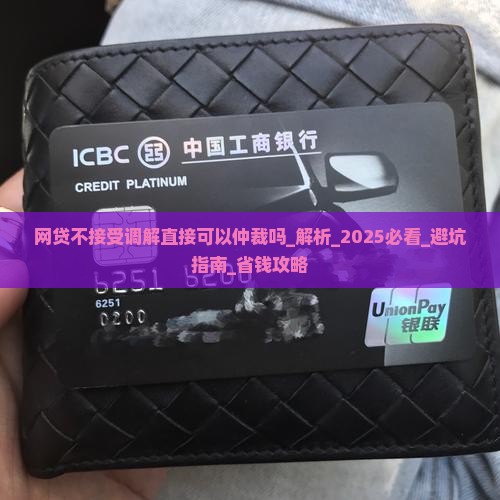 ICBC 中国工商银行
CREDIT PLATINUM
网贷不接受调解直接可以仲裁吗_解析_2025必看_避坑
指南_省钱攻略
6251
6251
0200
UnionPay
银联